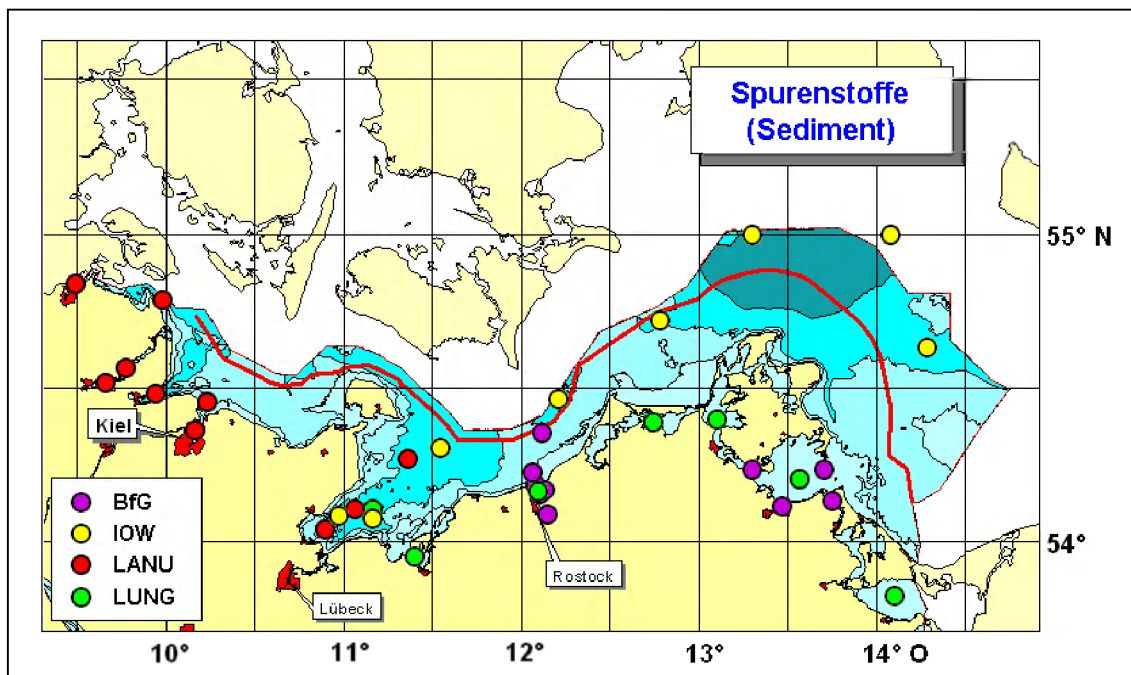 Spurenstoffe
(Sediment)
55° N
Kiel
BfG
IOW
LANU
LUNG
54°
Rostock
Lübeck
10°
11°
12°
13°
14° O